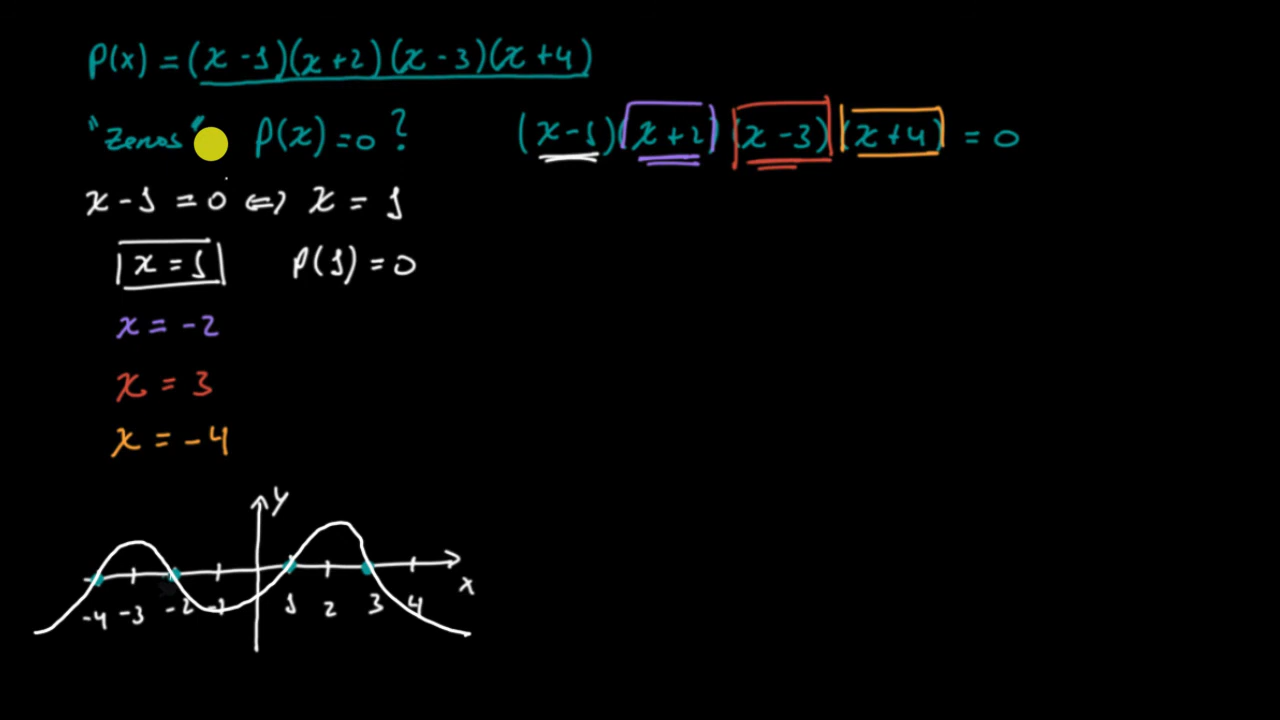 P(x) = (x - 1)(x + 2)(x - 3)(x + 4)
"Zeros" P(x) = 0 ?
(x - 1)(x + 2)(x - 3)(x + 4) = 0
x - 1 = 0 ⇔ x = 1
x = 1 P(1) = 0
x = -2
x = 3
x = -4
y
x
-4 -3 -2 -1 1 2 3 4